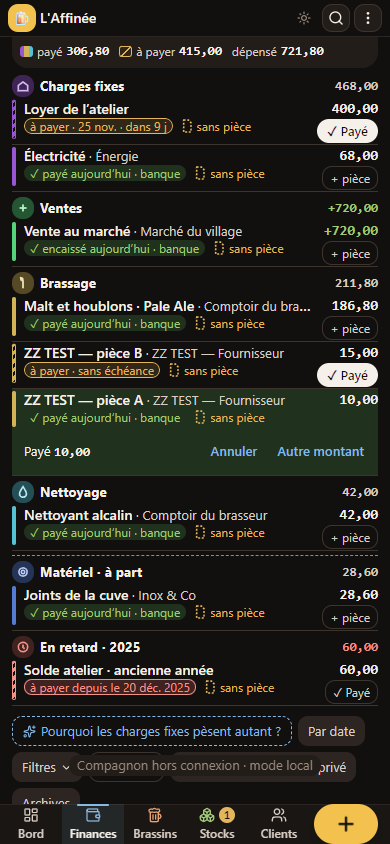 L'Affinée
payé 306,80 à payer 415,00 dépensé 721,80
Charges fixes 468,00
Loyer de l'atelier 400,00
à payer · 25 nov. · dans 9 j sans pièce ✓ Payé
Électricité · Énergie 68,00
✓ payé aujourd'hui · banque sans pièce + pièce
Ventes +720,00
Vente au marché · Marché du village +720,00
✓ encaissé aujourd'hui · banque sans pièce + pièce
Brassage 211,80
Malt et houblons · Pale Ale · Comptoir du bra... 186,80
✓ payé aujourd'hui · banque sans pièce + pièce
ZZ TEST — pièce B · ZZ TEST — Fournisseur 15,00
à payer · sans échéance sans pièce ✓ Payé
ZZ TEST — pièce A · ZZ TEST — Fournisseur 10,00
✓ payé aujourd'hui · banque sans pièce
Payé 10,00 Annuler Autre montant
Nettoyage 42,00
Nettoyant alcalin · Comptoir du brasseur 42,00
✓ payé aujourd'hui · banque sans pièce + pièce
Matériel · à part 28,60
Joints de la cuve · Inox & Co 28,60
✓ payé aujourd'hui · banque sans pièce + pièce
En retard · 2025 60,00
Solde atelier · ancienne année 60,00
à payer depuis le 20 déc. 2025 sans pièce ✓ Payé
Pourquoi les charges fixes pèsent autant ? Par date
Filtres Compagnon hors connexion · mode local privé
Archives
1
Bord Finances Brassins Stocks Clients +